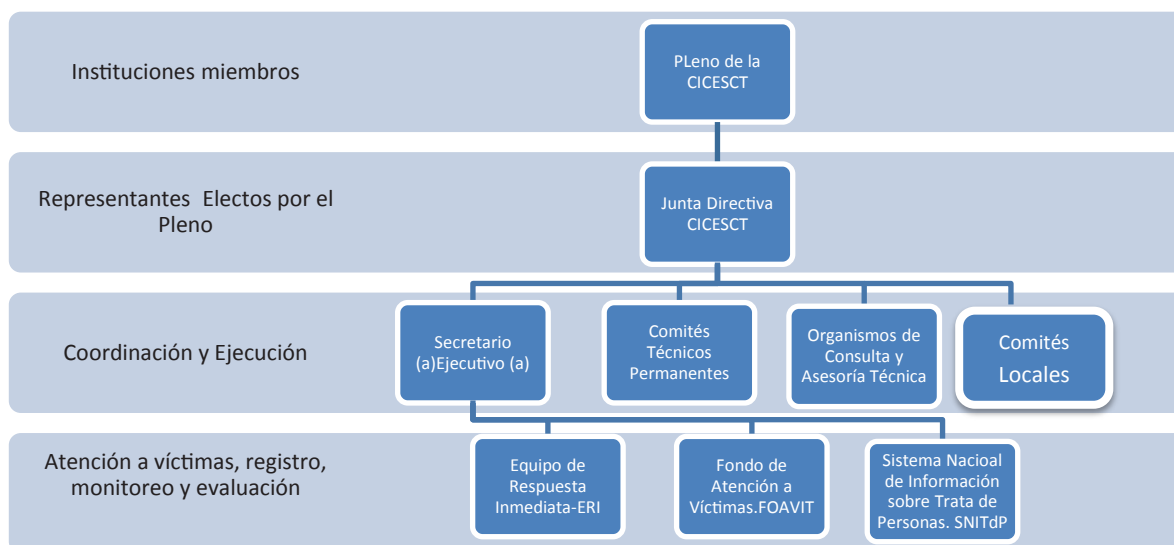 Instituciones miembros
PLeno de la
CICESCT
Representantes  Electos por el
Pleno
Junta Directiva
CICESCT
Coordinación y Ejecución
Secretario
(a)Ejecutivo (a)
Comités
Técnicos
Permanentes
Organismos de
Consulta y
Asesoría Técnica
Comités
Locales
Atención a víctimas, registro,
monitoreo y evaluación
Equipo de
Respuesta
Inmediata-ERI
Fondo de
Atención a
Víctimas.FOAVIT
Sistema Nacioal
de Información
sobre Trata de
Personas. SNITdP